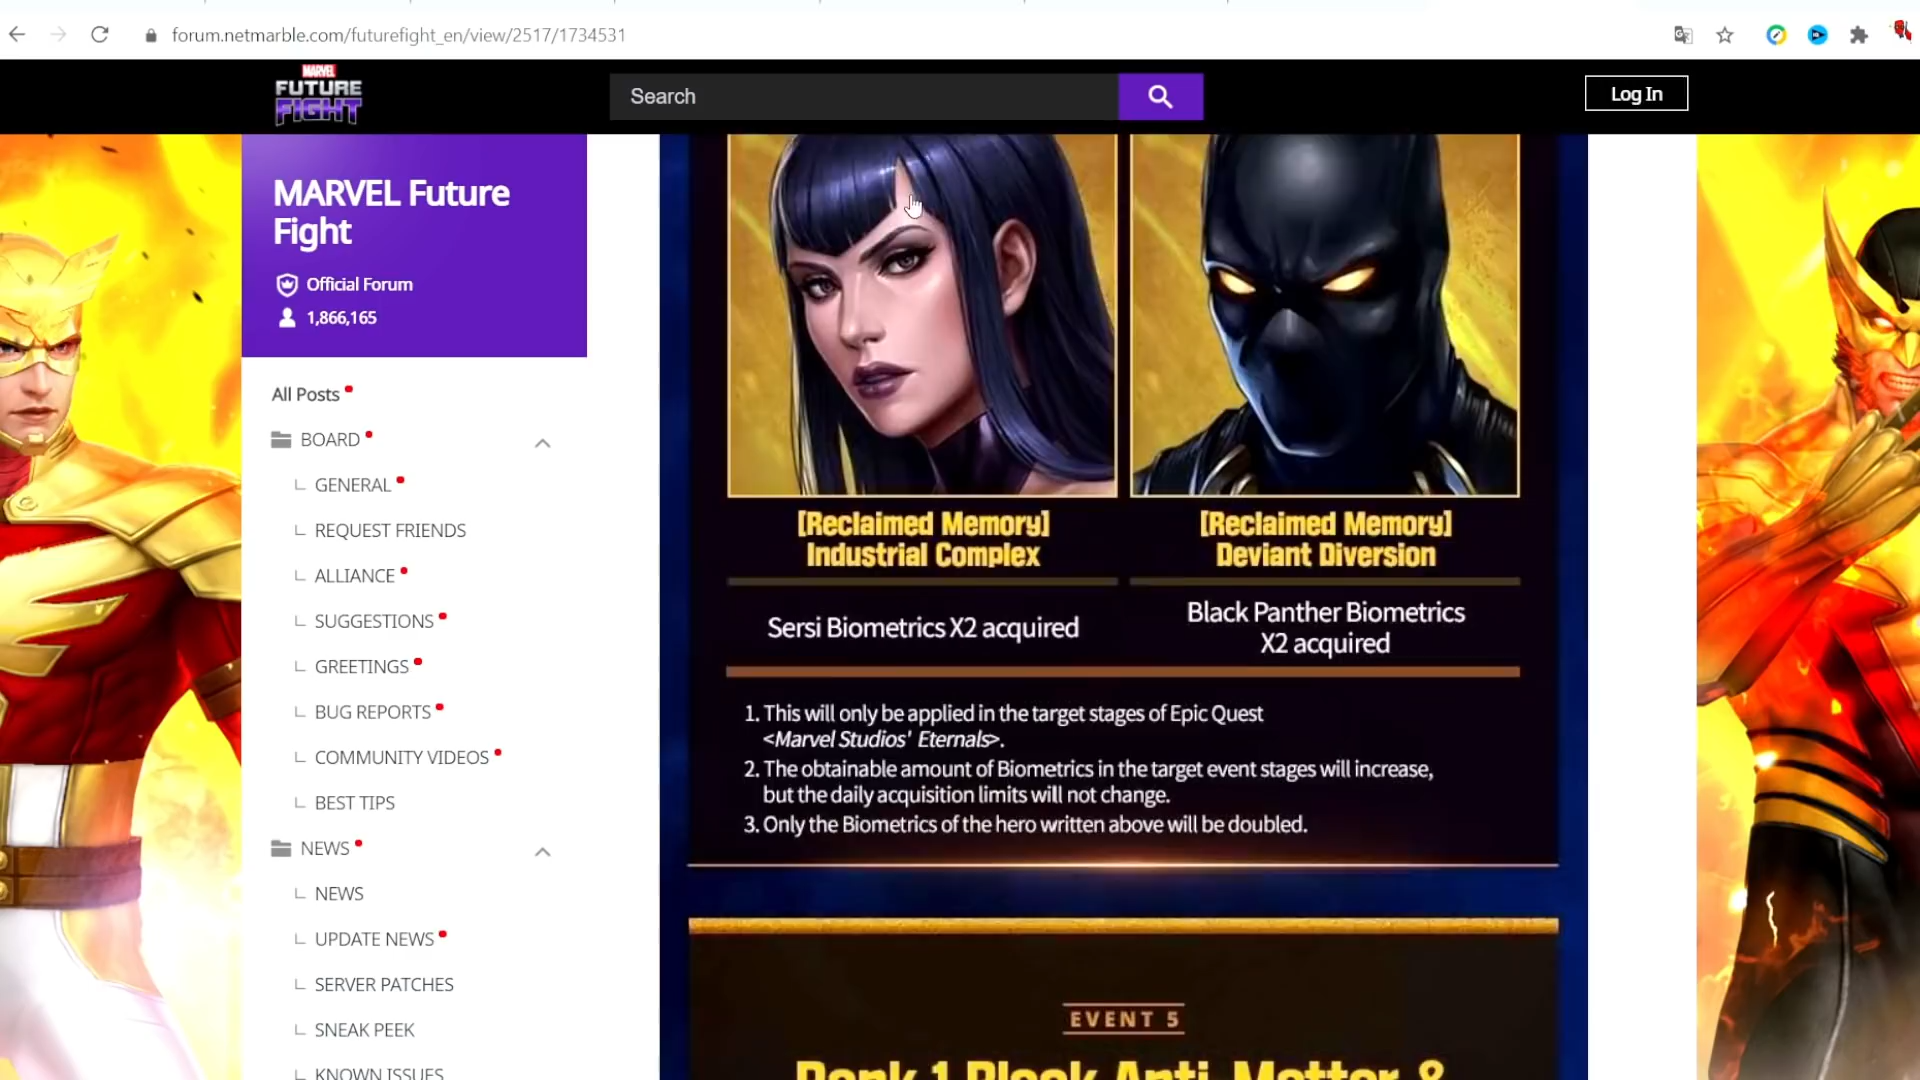 forum.netmarble.com/futurefight_en/view/2517/1734531
MARVEL
FUTURE
FIGHT
Search
Log In
MARVEL Future
Fight
Official Forum
1,866,165
All Posts
BOARD
GENERAL
REQUEST FRIENDS
ALLIANCE
SUGGESTIONS
GREETINGS
BUG REPORTS
COMMUNITY VIDEOS
BEST TIPS
NEWS
NEWS
UPDATE NEWS
SERVER PATCHES
SNEAK PEEK
KNOWN ISSUES
[Reclaimed Memory]
Industrial Complex
Sersi Biometrics X2 acquired
[Reclaimed Memory]
Deviant Diversion
Black Panther Biometrics
X2 acquired
1. This will only be applied in the target stages of Epic Quest
<Marvel Studios' Eternals>.
2. The obtainable amount of Biometrics in the target event stages will increase,
but the daily acquisition limits will not change.
3. Only the Biometrics of the hero written above will be doubled.
EVENT 5
Rank 1 Black Anti-Matter &